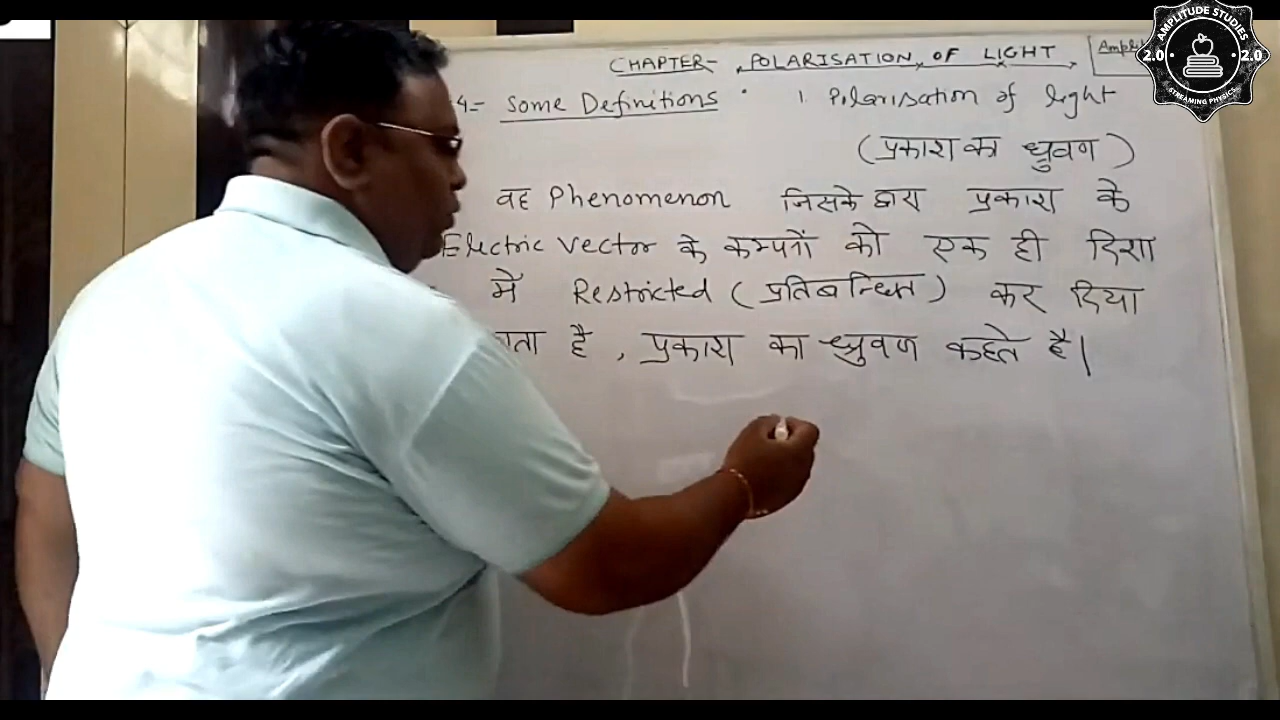 CHAPTER- POLARISATION OF LIGHT
4- Some Definitions : 1. Polarisation of light
(प्रकाश का ध्रुवण)
वह Phenomenon जिसके द्वारा प्रकाश के
Electric vector के कम्पनों को एक ही दिशा
में Restricted (प्रतिबन्धित) कर दिया
है, प्रकाश का ध्रुवण कहते है।
AMPLITUDE STUDIES
2.0 2.0
STREAMING PHYSICS